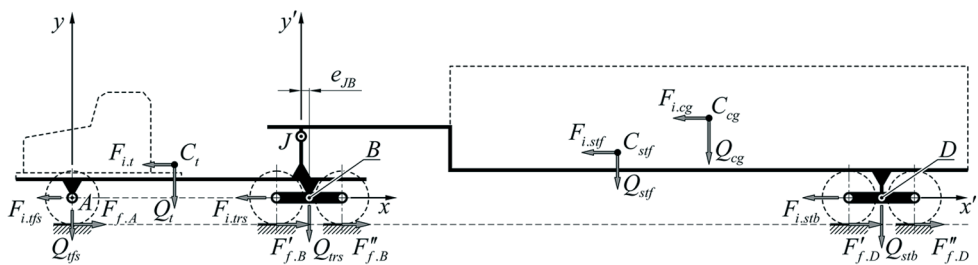 y y′
e_JB
F_i.cg C_cg
J F_i.stf C_stf Q_cg
F_i.t C_t B D
Q_stf
F_i.tfs A F_f.A Q_t F_i.trs x F_i.stb x′
Q_tfs F′_f.B Q_trs F″_f.B F′_f.D Q_stb F″_f.D